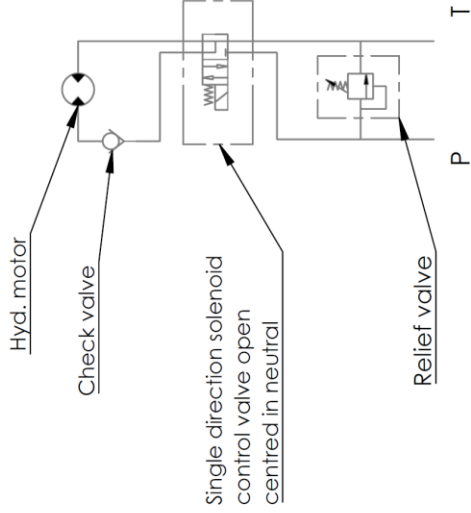 Hyd. motor
Check valve
Single direction solenoid
control valve open
centred in neutral
Relief valve
P
T